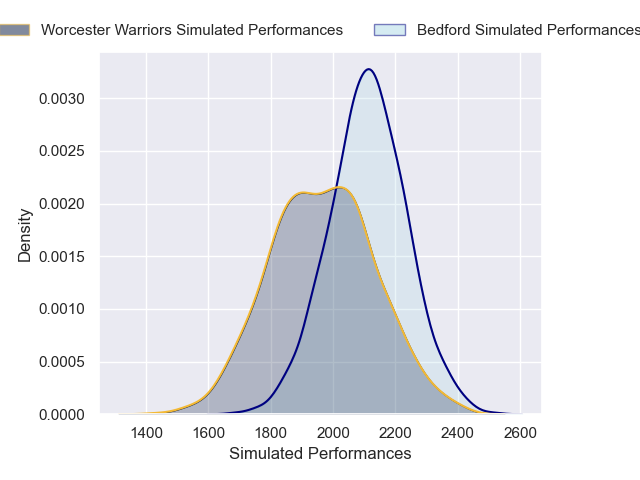 Worcester Warriors Simulated Performances
Bedford Simulated Performances
0.0030
0.0025
0.0020
0.0015
0.0010
0.0005
0.0000
Density
1400 1600 1800 2000 2200 2400 2600
Simulated Performances